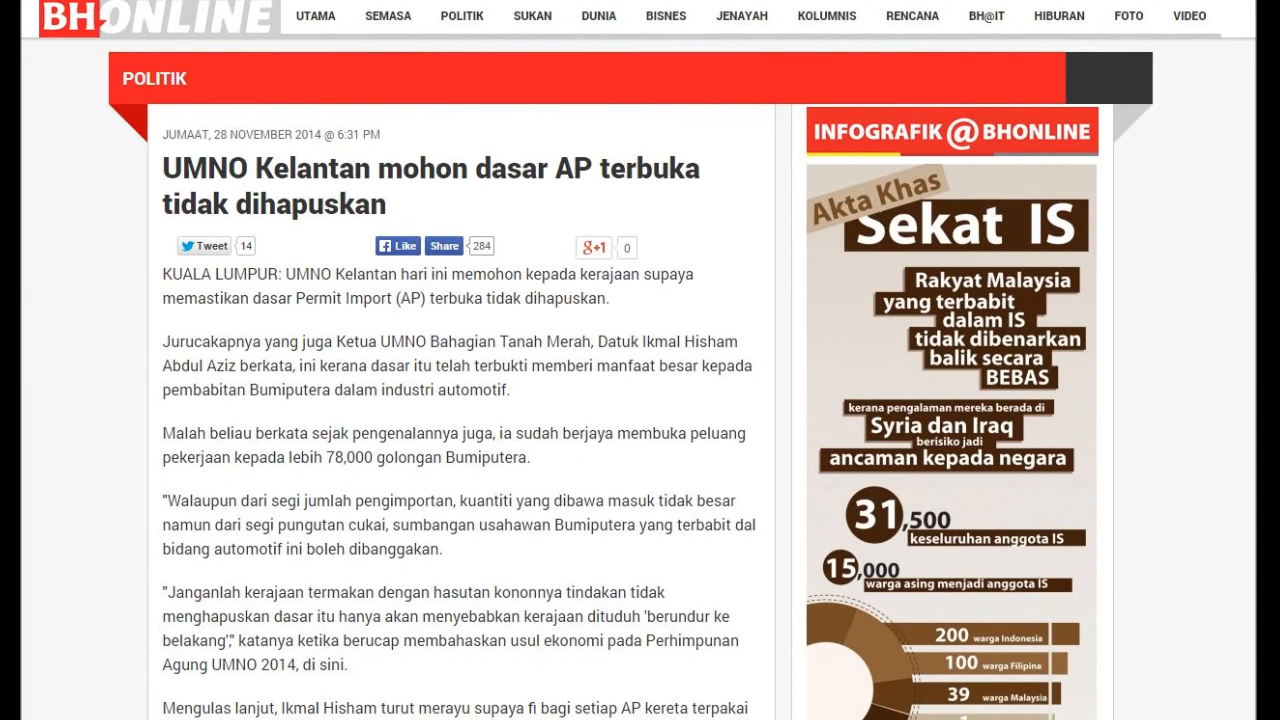 BHONLINE
UTAMA SEMASA POLITIK SUKAN DUNIA BISNES JENAYAH KOLUMNIS RENCANA BH@IT HIBURAN FOTO VIDEO
POLITIK
JUMAAT, 28 NOVEMBER 2014 @ 6:31 PM
UMNO Kelantan mohon dasar AP terbuka
tidak dihapuskan
Tweet 14 Like Share 284 g+1 0
KUALA LUMPUR: UMNO Kelantan hari ini memohon kepada kerajaan supaya
memastikan dasar Permit Import (AP) terbuka tidak dihapuskan.
Jurucakapnya yang juga Ketua UMNO Bahagian Tanah Merah, Datuk Ikmal Hisham
Abdul Aziz berkata, ini kerana dasar itu telah terbukti memberi manfaat besar kepada
pembabitan Bumiputera dalam industri automotif.
Malah beliau berkata sejak pengenalannya juga, ia sudah berjaya membuka peluang
pekerjaan kepada lebih 78,000 golongan Bumiputera.
"Walaupun dari segi jumlah pengimportan, kuantiti yang dibawa masuk tidak besar
namun dari segi pungutan cukai, sumbangan usahawan Bumiputera yang terbabit dal
bidang automotif ini boleh dibanggakan.
"Janganlah kerajaan termakan dengan hasutan kononnya tindakan tidak
menghapuskan dasar itu hanya akan menyebabkan kerajaan dituduh 'berundur ke
belakang'," katanya ketika berucap membahaskan usul ekonomi pada Perhimpunan
Agung UMNO 2014, di sini.
Mengulas lanjut, Ikmal Hisham turut merayu supaya fi bagi setiap AP kereta terpakai
INFOGRAFIK@BHONLINE
Akta Khas
Sekat IS
Rakyat Malaysia
yang terbabit
dalam IS
tidak dibenarkan
balik secara
BEBAS
kerana pengalaman mereka berada di
Syria dan Iraq
berisiko jadi
ancaman kepada negara
31,500
keseluruhan anggota IS
15,000
warga asing menjadi anggota IS
200 warga Indonesia
100 warga Filipina
39 warga Malaysia